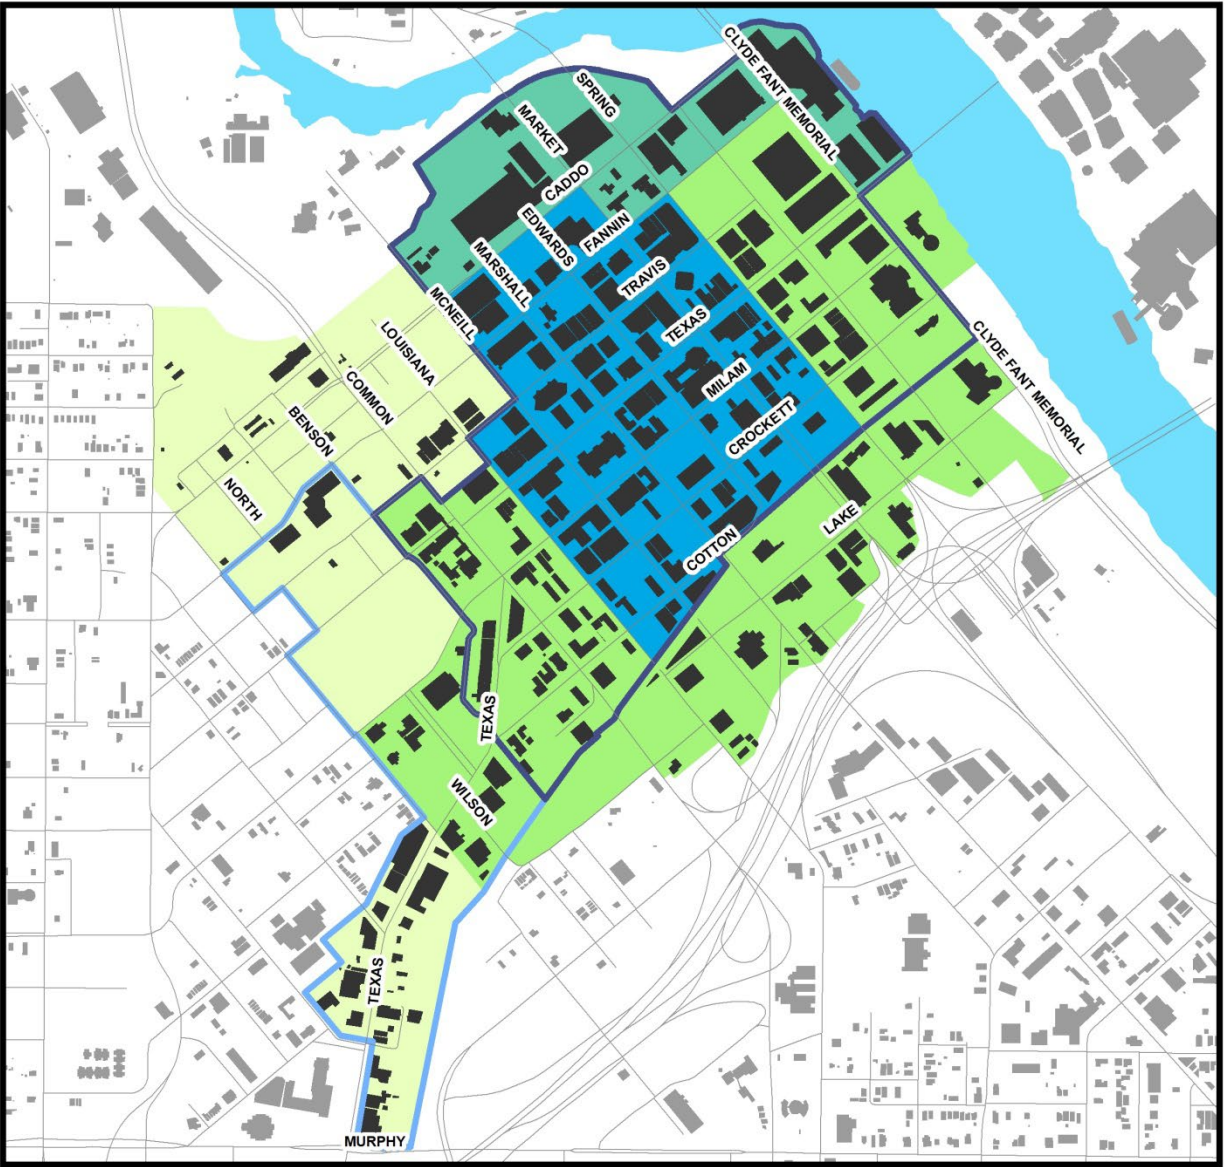 CLYDE FANT MEMORIAL
SPRING
MARKET
CADDO
EDWARDS
FANNIN
MARSHALL
TRAVIS
MCNEILL
TEXAS
LOUISIANA
COMMON
MILAM
BENSON
CROCKETT
CLYDE FANT MEMORIAL
NORTH
LAKE
COTTON
TEXAS
WILSON
TEXAS
MURPHY